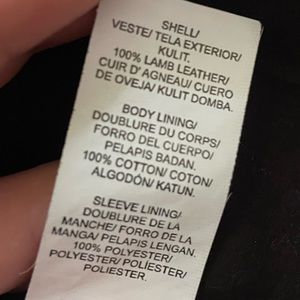 SHELL/
VESTE/ TELA EXTERIOR/
KULIT.
100% LAMB LEATHER/
CUIR D' AGNEAU/ CUERO
DE OVEJA/ KULIT DOMBA.
BODY LINING/
DOUBLURE DU CORPS/
FORRO DEL CUERPO/
PELAPIS BADAN.
100% COTTON/ COTON/
ALGODÓN/ KATUN.
SLEEVE LINING/
DOUBLURE DE LA
MANCHE/ FORRO DE LA
MANGA/ PELAPIS LENGAN.
100% POLYESTER/
POLYESTER/ POLÍESTER/
POLIESTER.